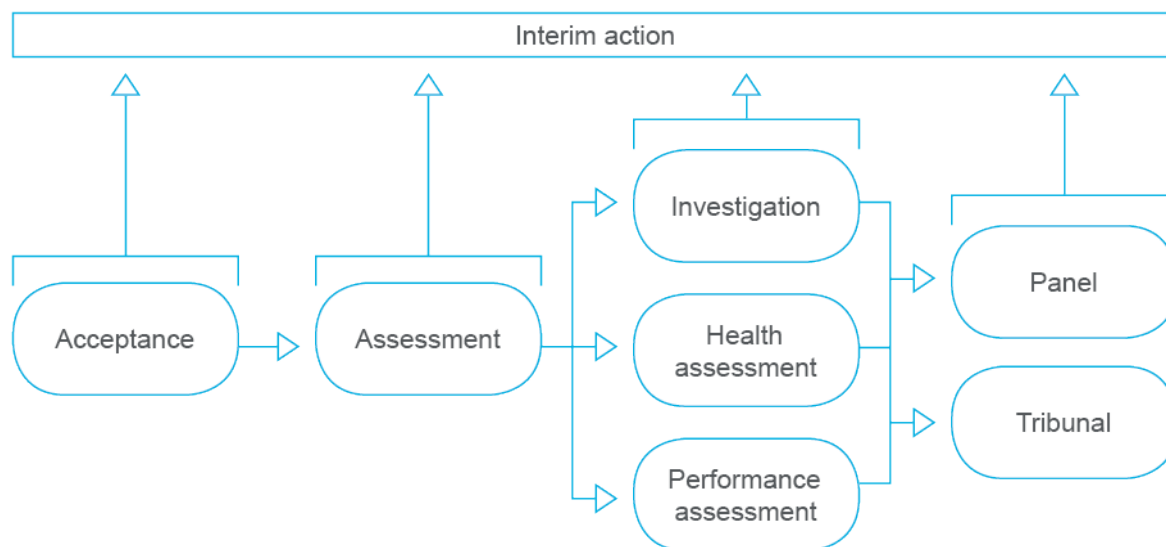 Interim action
Acceptance
Assessment
Investigation
Health
assessment
Performance
assessment
Panel
Tribunal